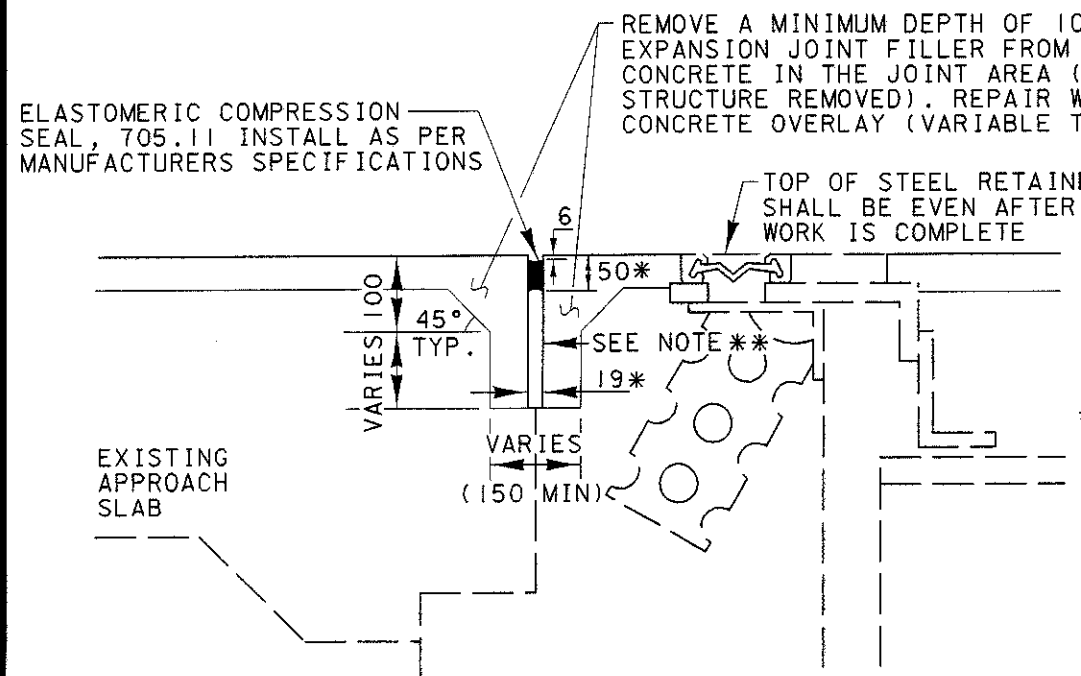 REMOVE A MINIMUM DEPTH OF
EXPANSION JOINT FILLER FROM
CONCRETE IN THE JOINT AREA (
STRUCTURE REMOVED). REPAIR
CONCRETE OVERLAY (VARIABLE
ELASTOMERIC COMPRESSION
SEAL, 705.11 INSTALL AS PER
MANUFACTURERS SPECIFICATIONS
TOP OF STEEL
SHALL BE EVEN AFTER
WORK IS COMPLETE
6
50*
100
45°
TYP.
VARIES
SEE NOTE **
19*
VARIES
(150 MIN)
EXISTING
APPROACH
SLAB